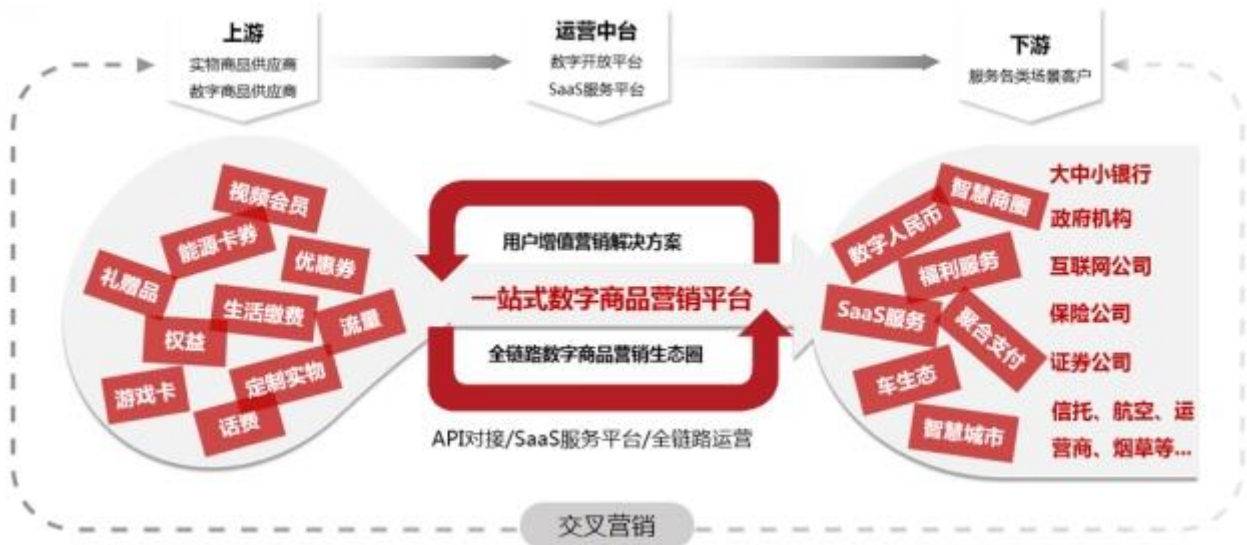 上游
实物商品供应商
数字商品供应商
运营中台
数字开放平台
SaaS服务平台
下游
服务各类场景客户
视频会员
能源卡券
优惠券
礼赠品
生活缴费
流量
权益
定制实物
游戏卡
话费
用户增值营销解决方案
一站式数字商品营销平台
全链路数字商品营销生态圈
API对接/SaaS服务平台/全链路运营
智慧商圈
数字人民币
福利服务
SaaS服务
聚合支付
车生态
智慧城市
大中小银行
政府机构
互联网公司
保险公司
证券公司
信托、航空、运
营商、烟草等...
交叉营销